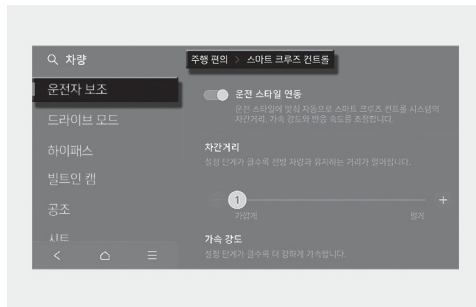 차량
주행 편의 > 스마트 크루즈 컨트롤
운전자 보조
드라이브 모드
하이패스
빌트인 캠
공조
시트
운전 스타일 연동
운전 스타일에 맞춰 자동으로 스마트 크루즈 컨트롤 시스템의
차간거리, 가속 강도와 반응 속도를 조정합니다.
차간거리
설정 단계가 클수록 전방 차량과 유지하는 거리가 멀어집니다.
1
+
가깝게
멀게
가속 강도
설정 단계가 클수록 더 강하게 가속합니다.